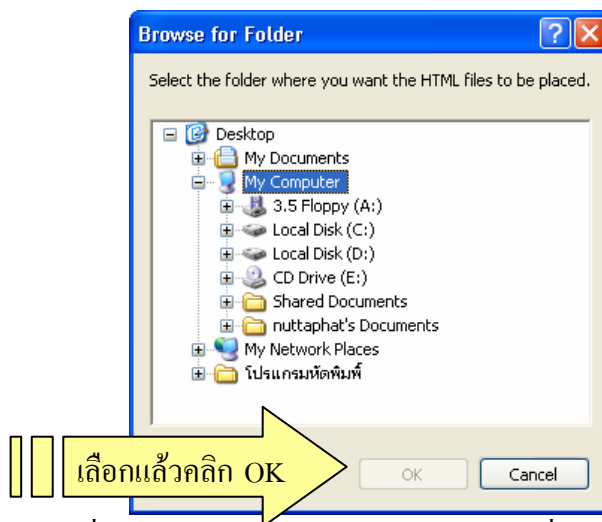 Browse for Folder
Select the folder where you want the HTML files to be placed.
Desktop
My Documents
My Computer
3.5 Floppy (A:)
Local Disk (C:)
Local Disk (D:)
CD Drive (E:)
Shared Documents
nuttaphat's Documents
My Network Places
โปรแกรมหัดพิมพ์
เลือกแล้วคลิก OK
OK
Cancel